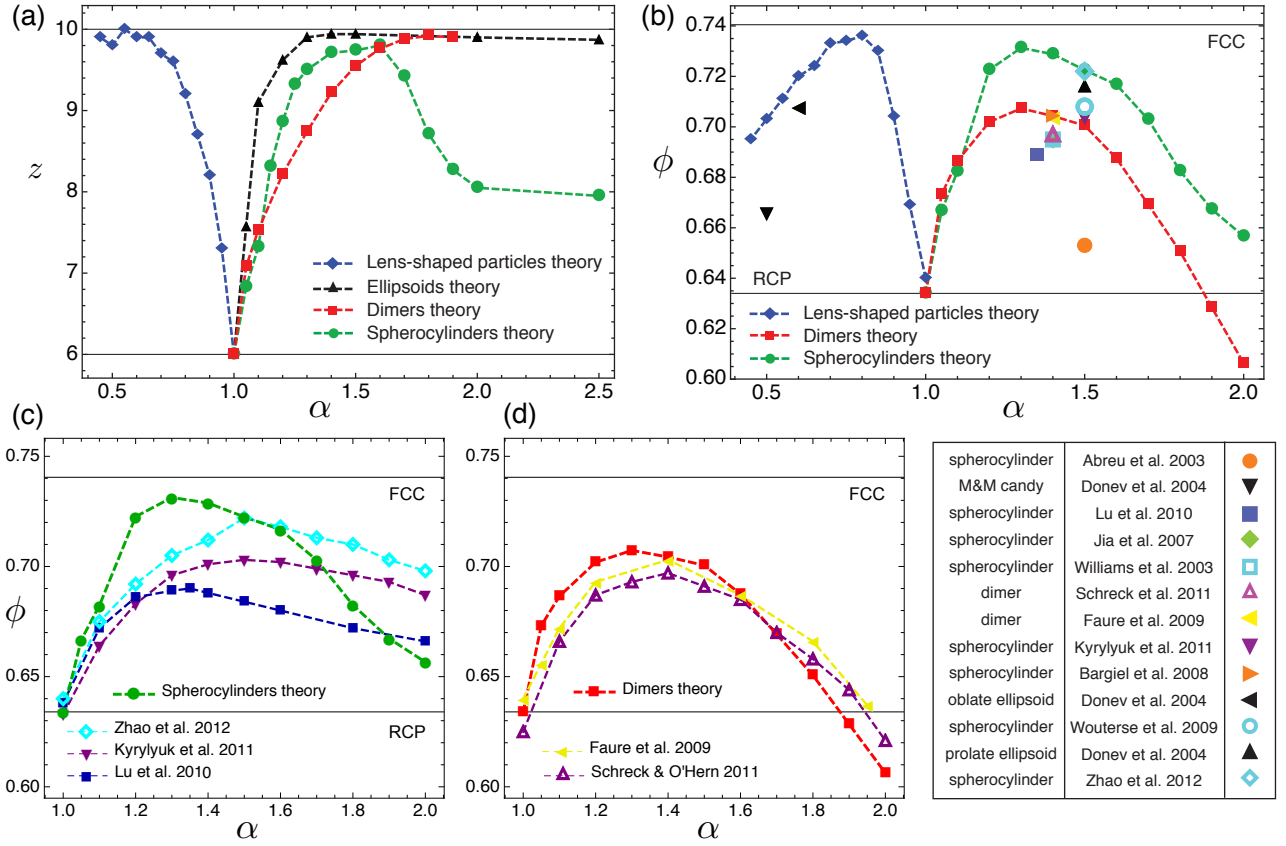 (a)
10
9
8
7
6
z
0.5
1.0
1.5
2.0
2.5
α
Lens-shaped particles theory
Ellipsoids theory
Dimers theory
Spherocylinders theory
(b)
0.74
0.72
0.70
0.68
0.66
0.64
0.62
0.60
ϕ
FCC
RCP
Lens-shaped particles theory
Dimers theory
Spherocylinders theory
0.5
1.0
1.5
2.0
α
(c)
0.75
0.70
0.65
0.60
ϕ
FCC
Spherocylinders theory
RCP
Zhao et al. 2012
Kyrylyuk et al. 2011
Lu et al. 2010
1.0
1.2
1.4
1.6
1.8
2.0
α
(d)
0.75
0.70
0.65
0.60
FCC
Dimers theory
Faure et al. 2009
Schreck & O'Hern 2011
1.0
1.2
1.4
1.6
1.8
2.0
α
spherocylinder Abreu et al. 2003
M&M candy Donev et al. 2004
spherocylinder Lu et al. 2010
spherocylinder Jia et al. 2007
spherocylinder Williams et al. 2003
dimer Schreck et al. 2011
dimer Faure et al. 2009
spherocylinder Kyrylyuk et al. 2011
spherocylinder Bargiel et al. 2008
oblate ellipsoid Donev et al. 2004
spherocylinder Wouterse et al. 2009
prolate ellipsoid Donev et al. 2004
spherocylinder Zhao et al. 2012